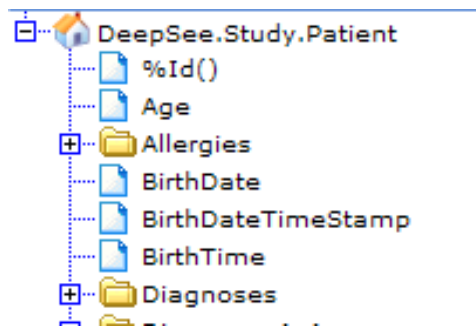 DeepSee.Study.Patient
%Id()
Age
Allergies
BirthDate
BirthDateTimeStamp
BirthTime
Diagnoses